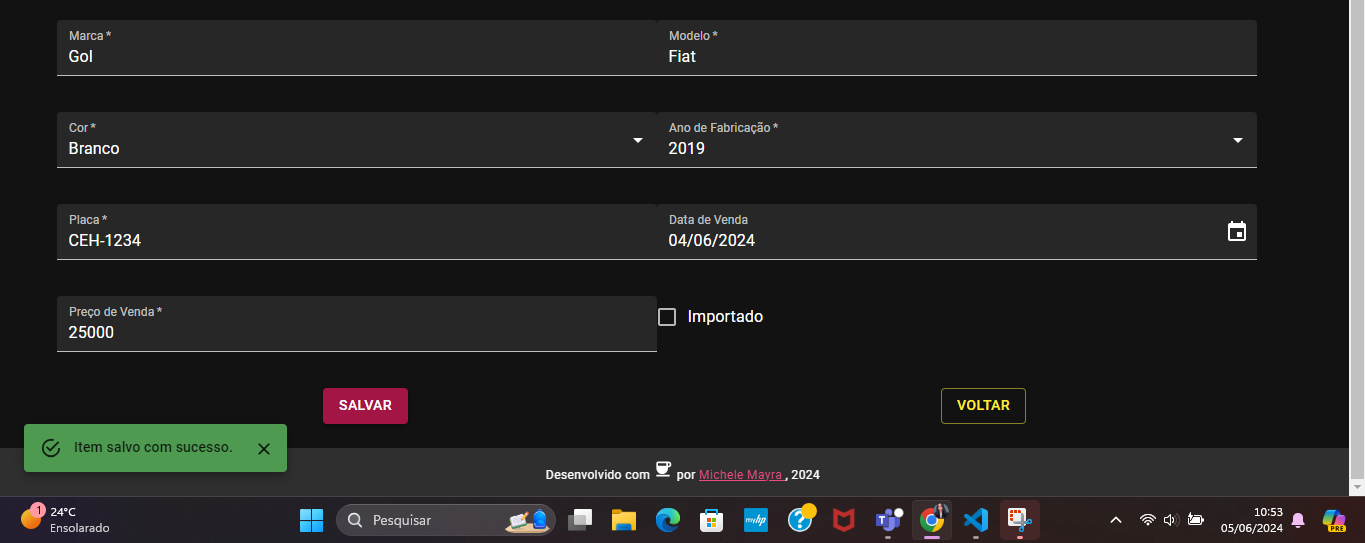 Marca *
Gol
Modelo *
Fiat
Cor *
Branco
Ano de Fabricação *
2019
Placa *
CEH-1234
Data de Venda
04/06/2024
Preço de Venda *
25000
Importado
SALVAR
VOLTAR
Item salvo com sucesso.
Desenvolvido com por Michele Mayra , 2024
1
24°C
Ensolarado
Pesquisar
myhp
10:53
05/06/2024
PRE